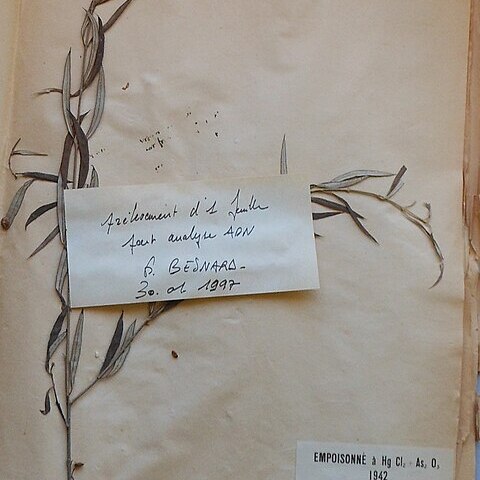 prélèvement d'1 feuille
pour analyse ADN
G. BESNARD-
30.01 1997
EMPOISONNÉ à Hg Cl₂ - As₂ O₃
1942